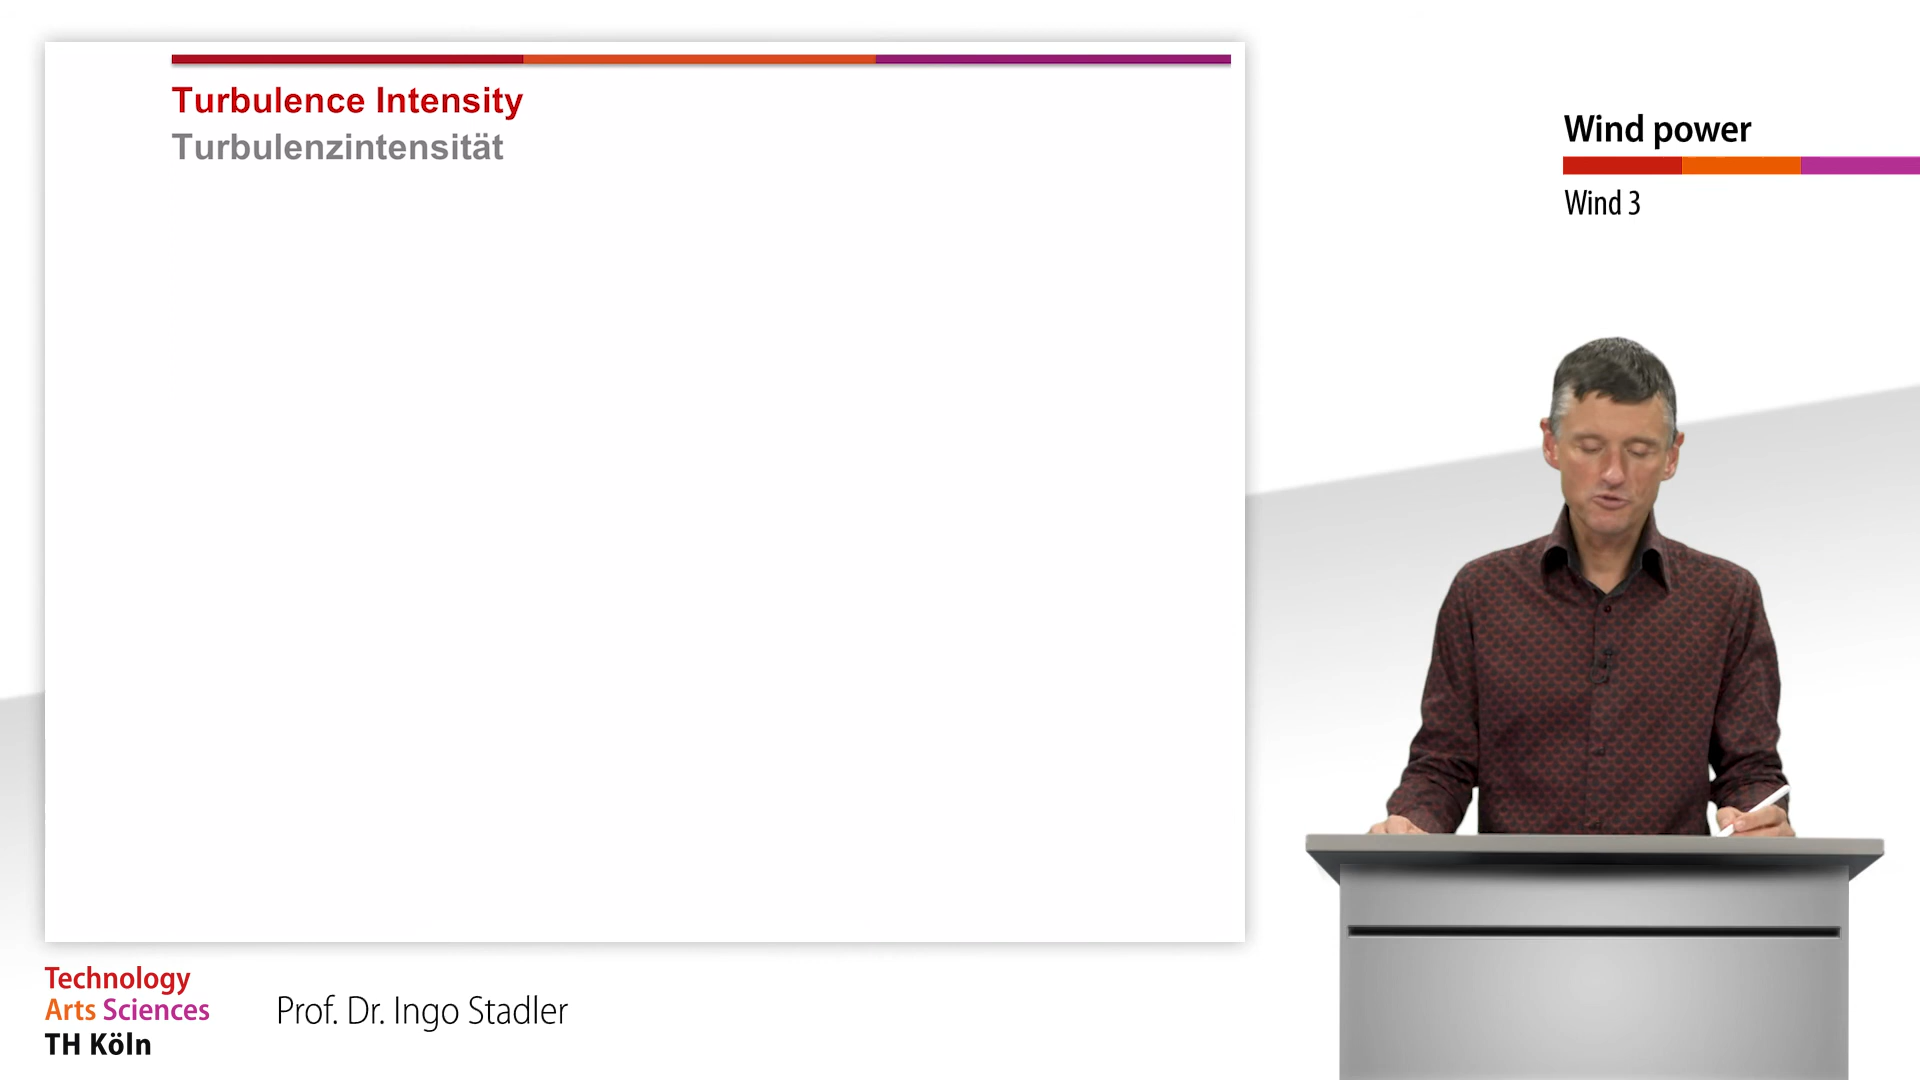 Turbulence Intensity
Turbulenzintensität
Wind power
Wind 3
Technology
Arts Sciences
TH Köln
Prof. Dr. Ingo Stadler